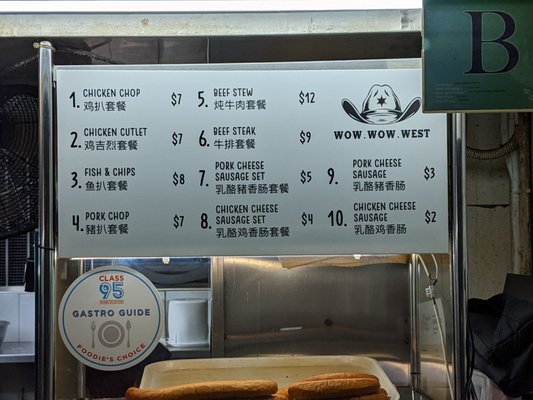 B
1. CHICKEN CHOP $7
鸡扒套餐
2. CHICKEN CUTLET $7
鸡吉烈套餐
3. FISH & CHIPS $8
鱼扒套餐
4. PORK CHOP $7
豬扒套餐
5. BEEF STEW $12
炖牛肉套餐
6. BEEF STEAK $9
牛排套餐
7. PORK CHEESE
SAUSAGE SET $5
乳酪豬香肠套餐
8. CHICKEN CHEESE
SAUSAGE SET $4
乳酪鸡香肠套餐
WOW.WOW.WEST
9. PORK CHEESE
SAUSAGE $3
乳酪豬香肠
10. CHICKEN CHEESE
SAUSAGE $2
乳酪鸡香肠
CLASS
95
GASTRO GUIDE
FOODIE'S CHOICE